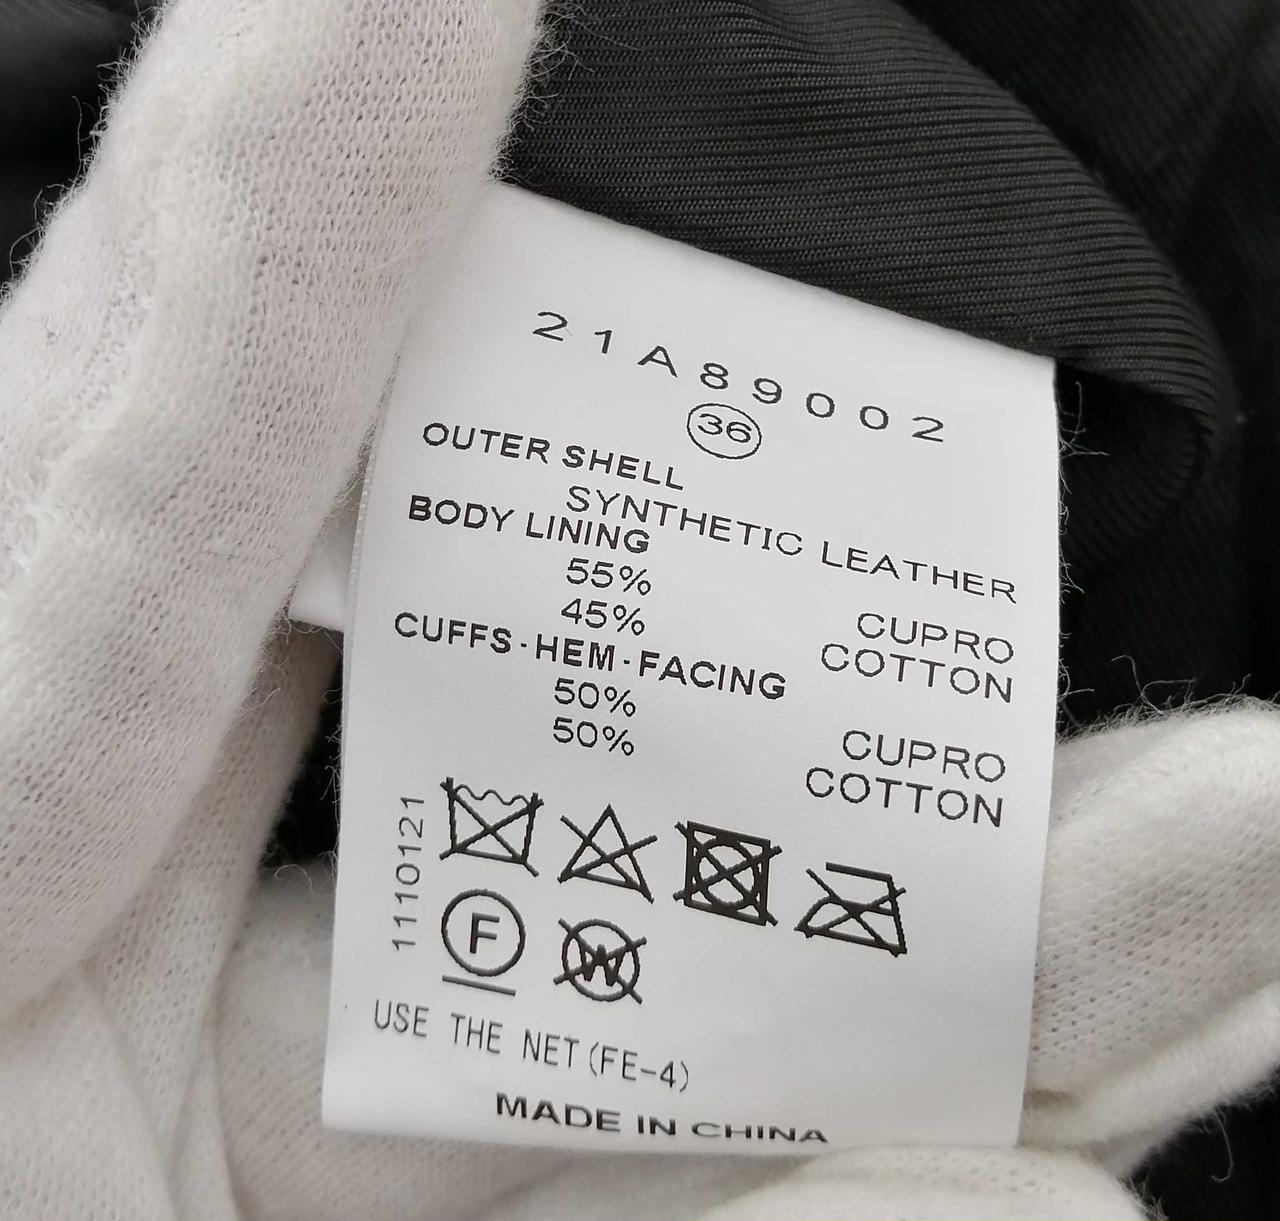 21A89002
36
OUTER SHELL
SYNTHETIC LEATHER
BODY LINING
55% CUPRO
45% COTTON
CUFFS·HEM·FACING
50% CUPRO
50% COTTON
1110121
F
W
USE THE NET(FE-4)
MADE IN CHINA